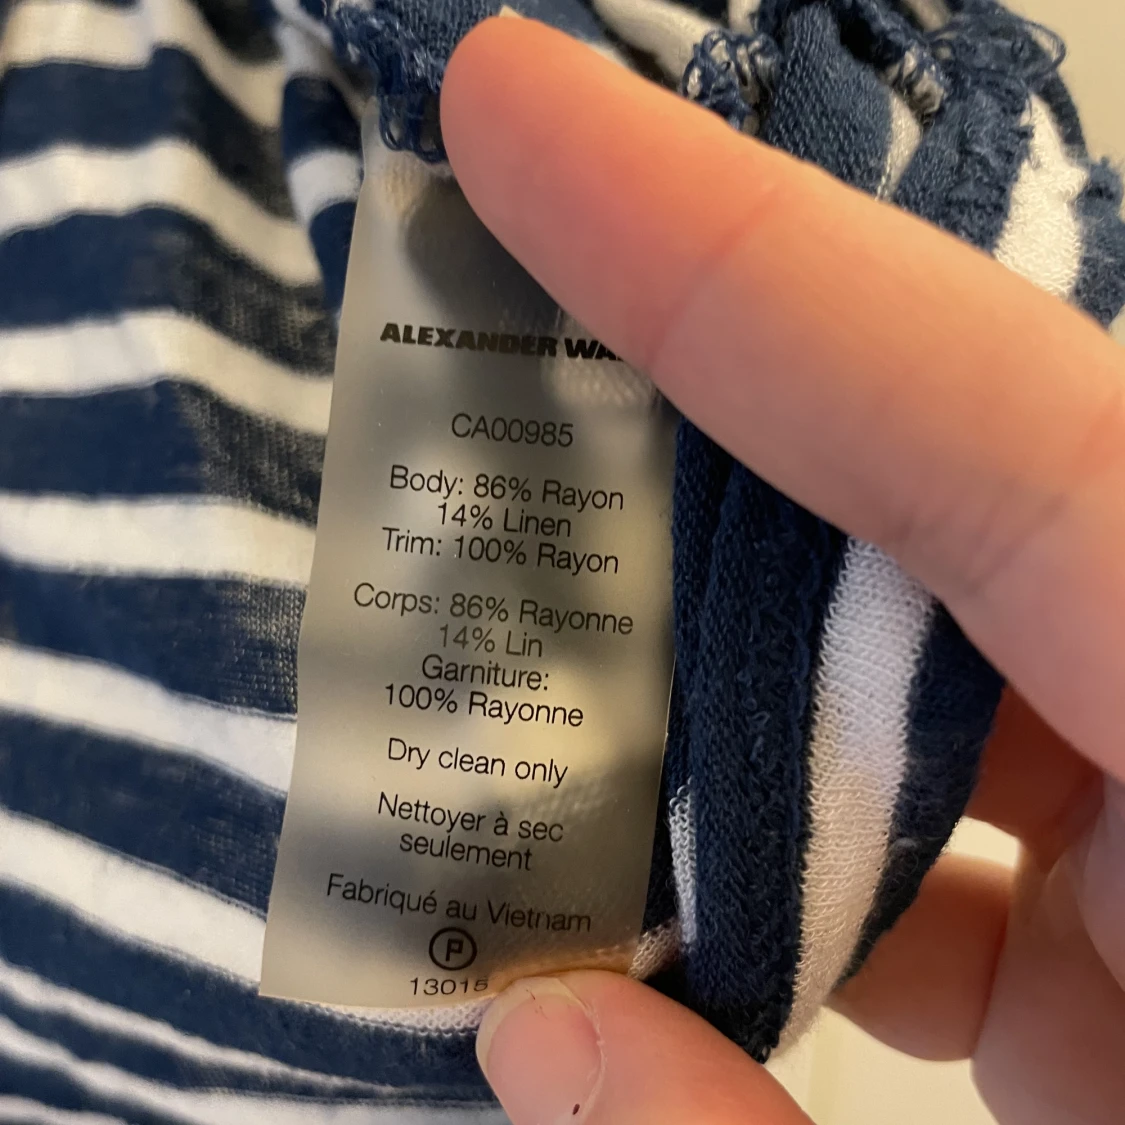 ALEXANDER WA
CA00985
Body: 86% Rayon
14% Linen
Trim: 100% Rayon
Corps: 86% Rayonne
14% Lin
Garniture:
100% Rayonne
Dry clean only
Nettoyer à sec
seulement
Fabriqué au Vietnam
P
13015